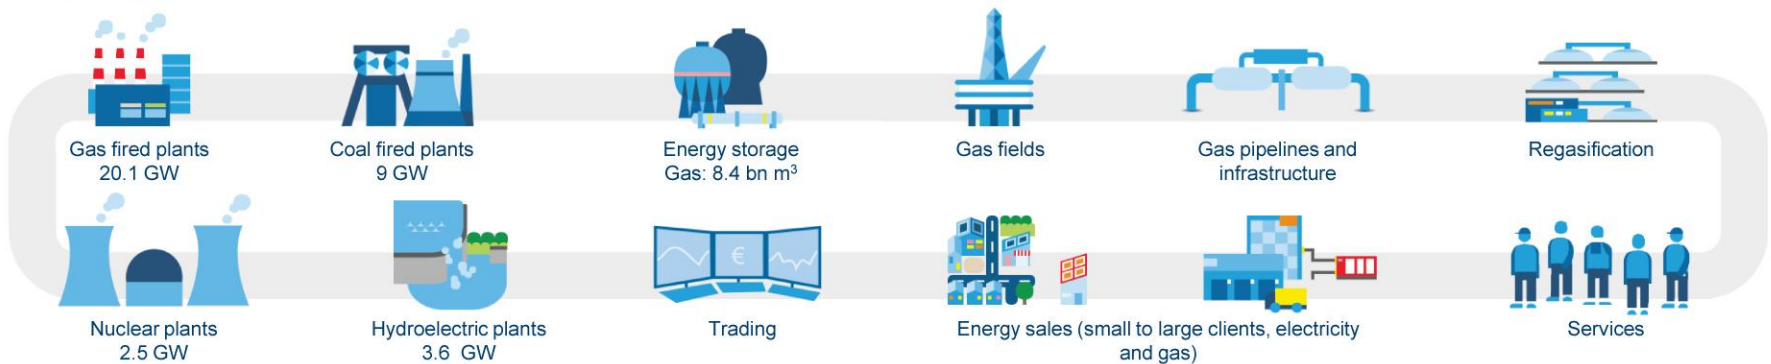 Gas fired plants
20.1 GW
Coal fired plants
9 GW
Energy storage
Gas: 8.4 bn m³
Gas fields
Gas pipelines and
infrastructure
Regasification
Nuclear plants
2.5 GW
Hydroelectric plants
3.6 GW
€
Trading
Energy sales (small to large clients, electricity
and gas)
Services